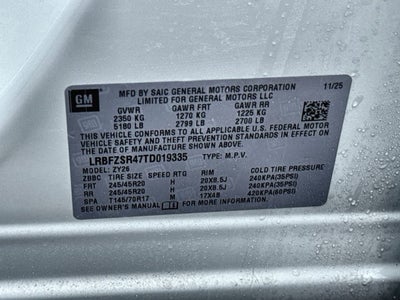 GM
MFG BY SAIC GENERAL MOTORS CORPORATION 11/25
LIMITED FOR GENERAL MOTORS LLC
GVWR GAWR FRT GAWR RR
2350 KG 1270 KG 1225 KG
5180 LB 2799 LB 2700 LB
THIS VEHICLE CONFORMS TO ALL APPLICABLE U.S. FEDERAL MOTOR
VEHICLE SAFETY AND THEFT PREVENTION STANDARDS IN EFFECT
ON THE DATE OF MANUFACTURE SHOWN ABOVE.
LRBFZSR47TD019335 TYPE: M.P.V.
MODEL: ZY26
ZBBC TIRE SIZE SPEED RTG RIM COLD TIRE PRESSURE
FRT 245/45R20 H 20X8.5J 240KPA(35PSI)
RR 245/45R20 H 20X8.5J 240KPA(35PSI)
SPA T145/70R17 M 17X4B 420KPA(60PSI)
SEE OWNER'S MANUAL FOR MORE INFORMATION.